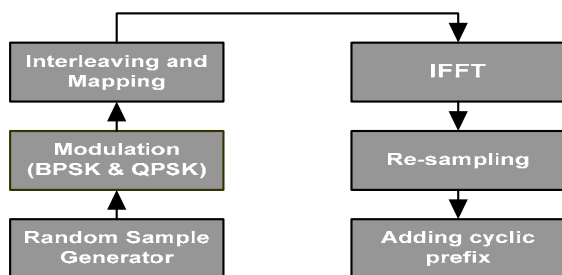 Interleaving and
Mapping
IFFT
Modulation
(BPSK & QPSK)
Re-sampling
Random Sample
Generator
Adding cyclic
prefix